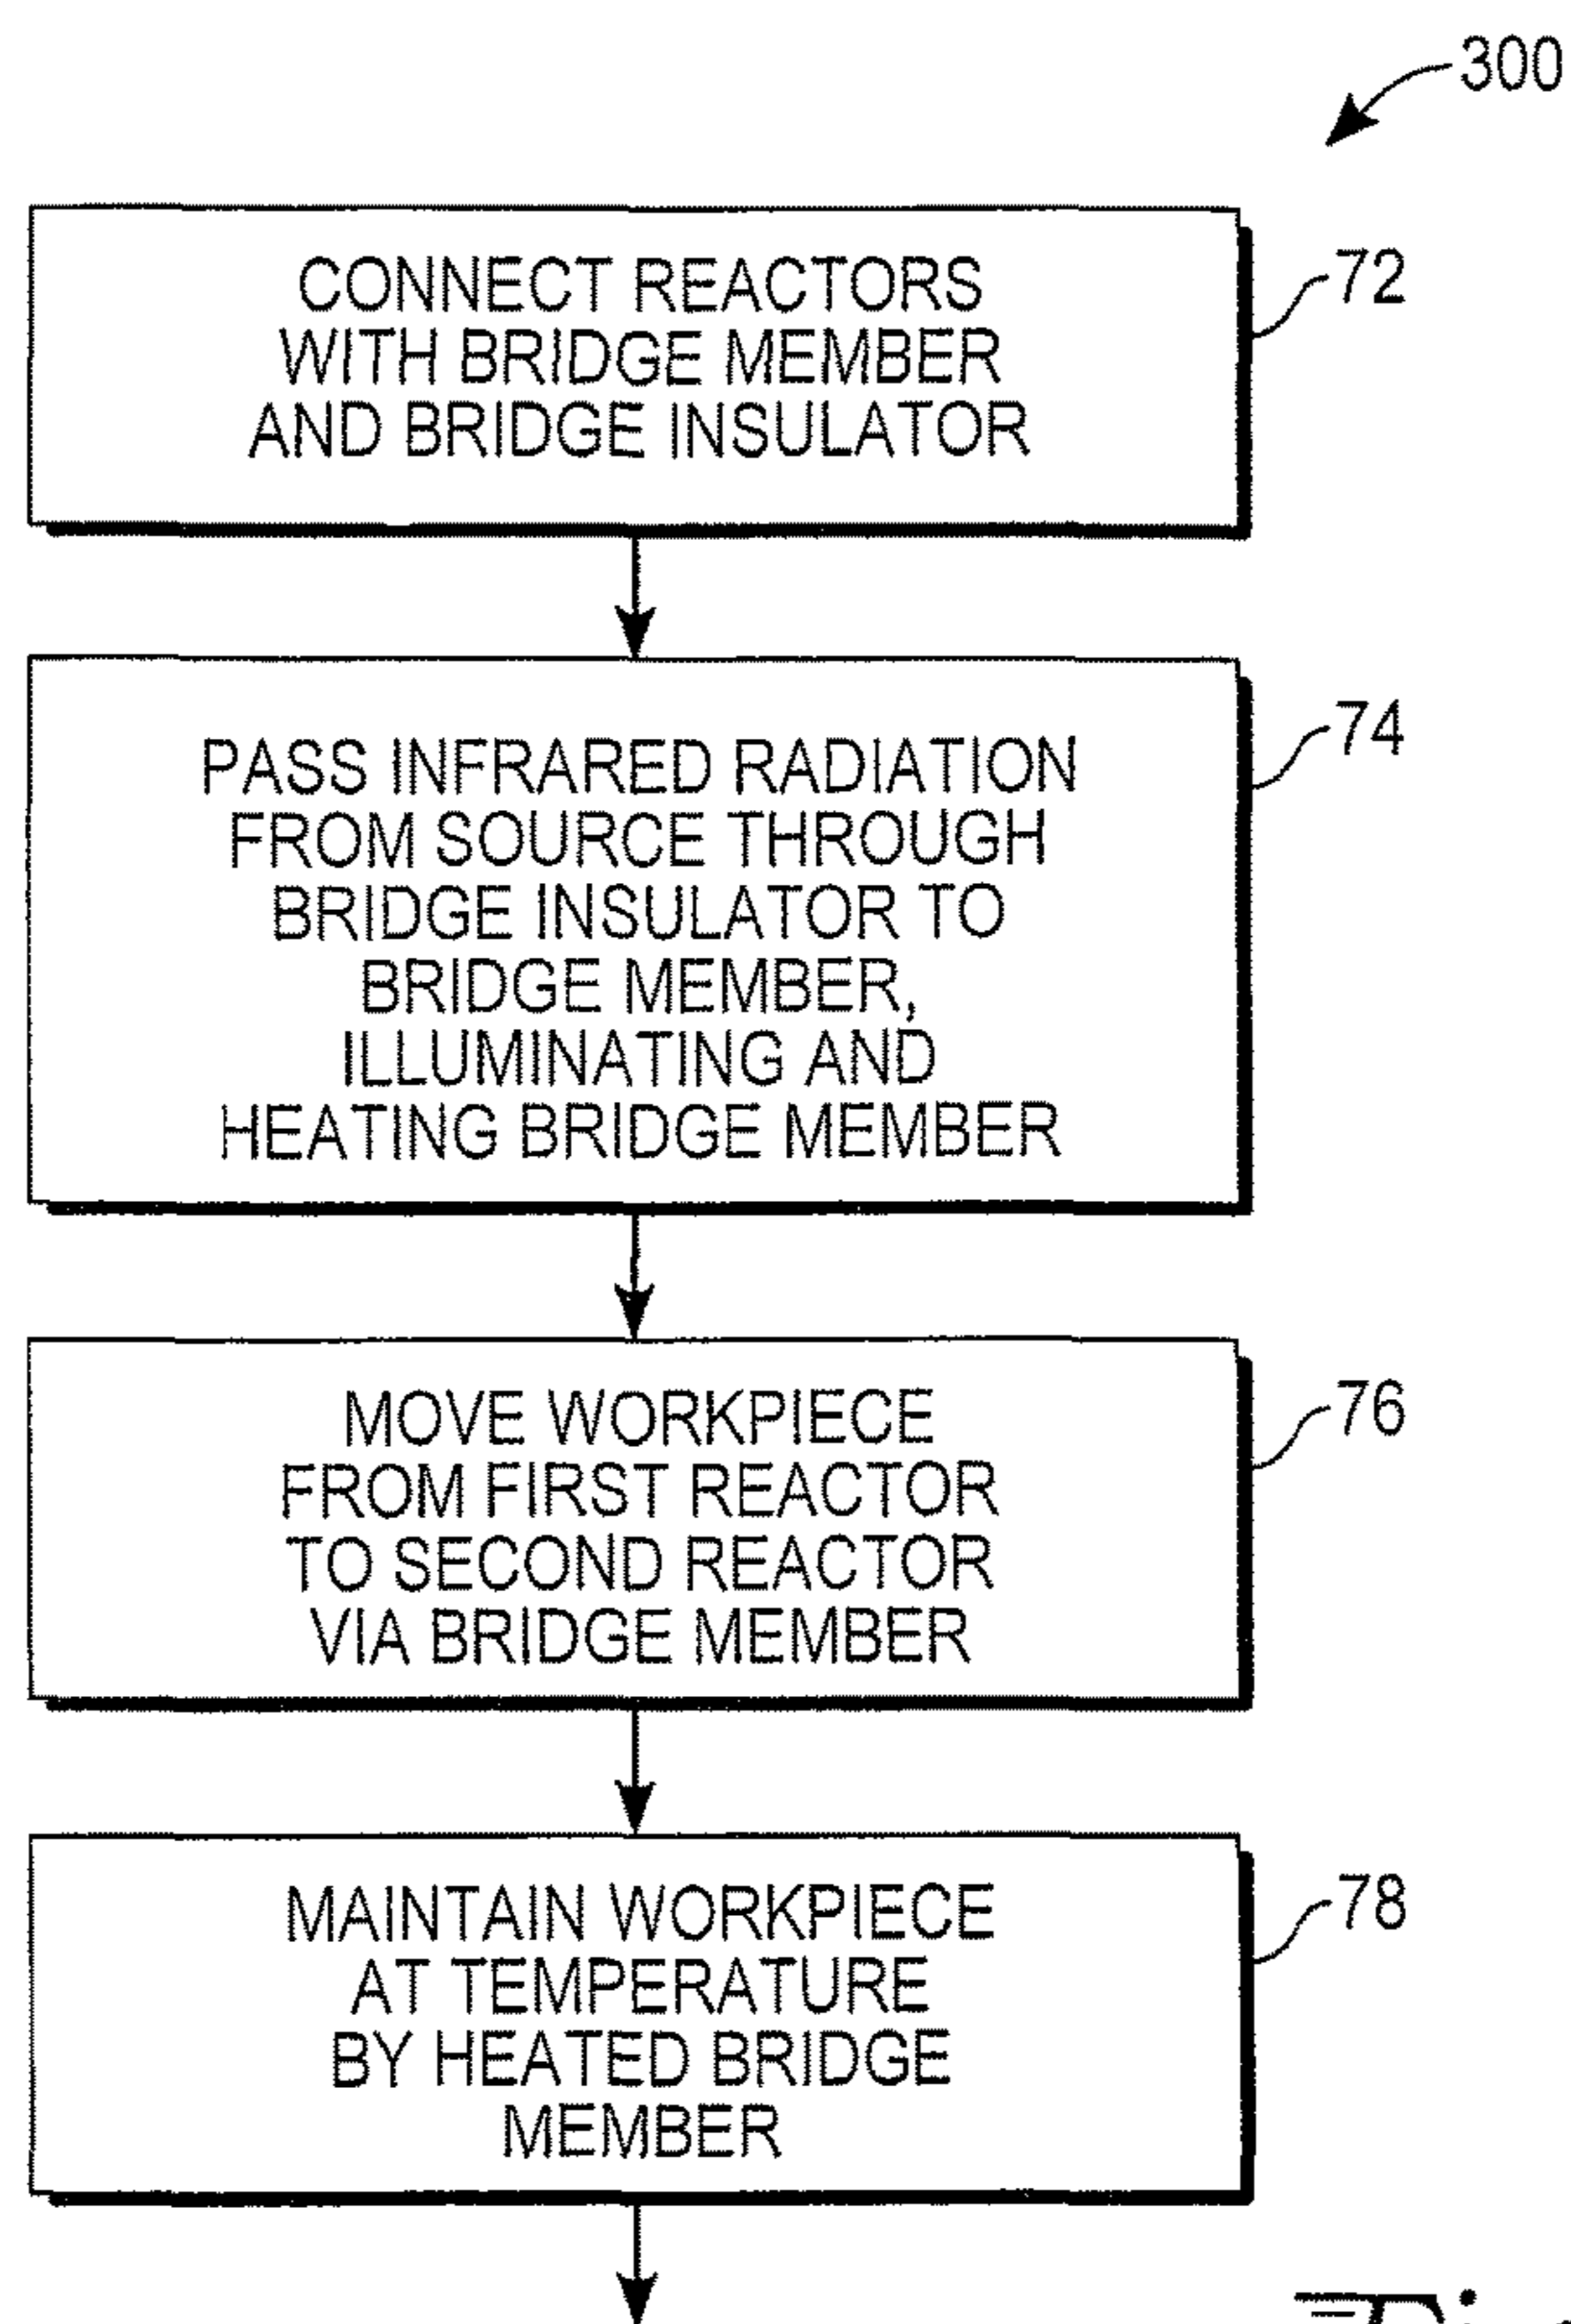 300
CONNECT REACTORS
WITH BRIDGE MEMBER
AND BRIDGE INSULATOR
72
PASS INFRARED RADIATION
FROM SOURCE THROUGH
BRIDGE INSULATOR TO
BRIDGE MEMBER,
ILLUMINATING AND
HEATING BRIDGE MEMBER
74
MOVE WORKPIECE
FROM FIRST REACTOR
TO SECOND REACTOR
VIA BRIDGE MEMBER
76
MAINTAIN WORKPIECE
AT TEMPERATURE
BY HEATED BRIDGE
MEMBER
78